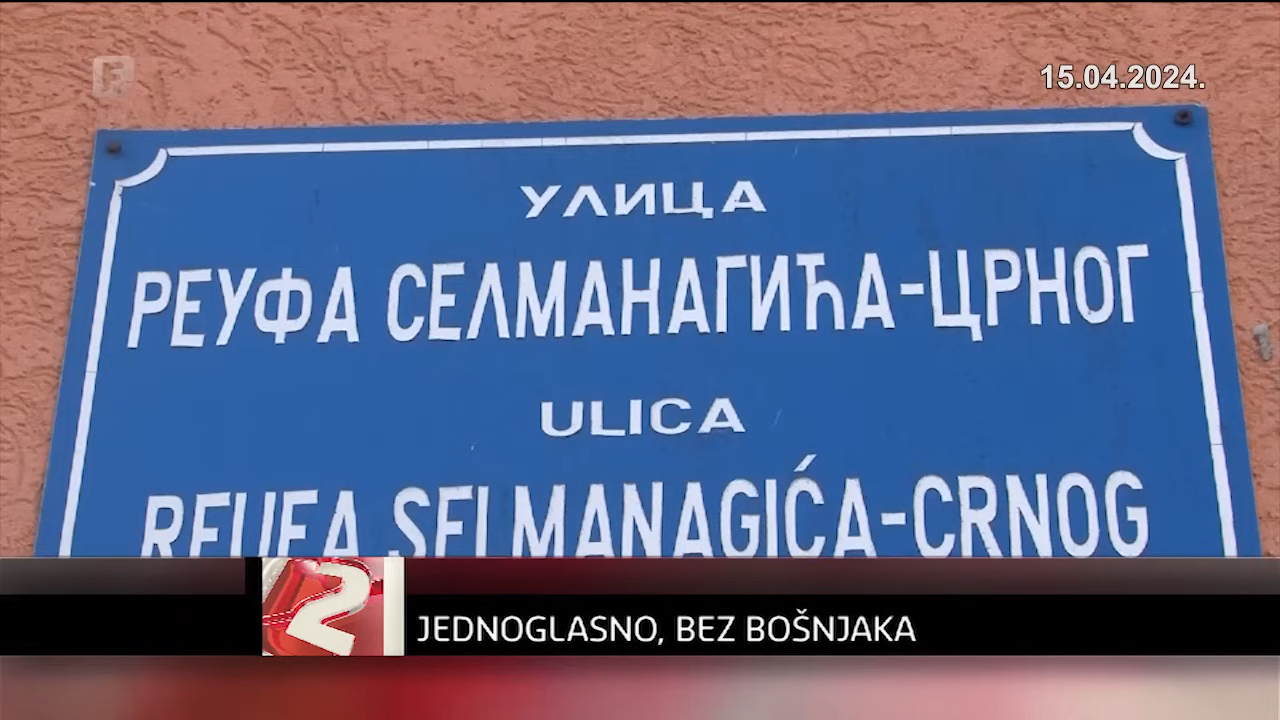 15.04.2024.
УЛИЦА
РЕУФА СЕЛМАНАГИЋА-ЦРНОГ
ULICA
REUFA SELMANAGIĆA-CRNOG
2
JEDNOGLASNO, BEZ BOŠNJAKA